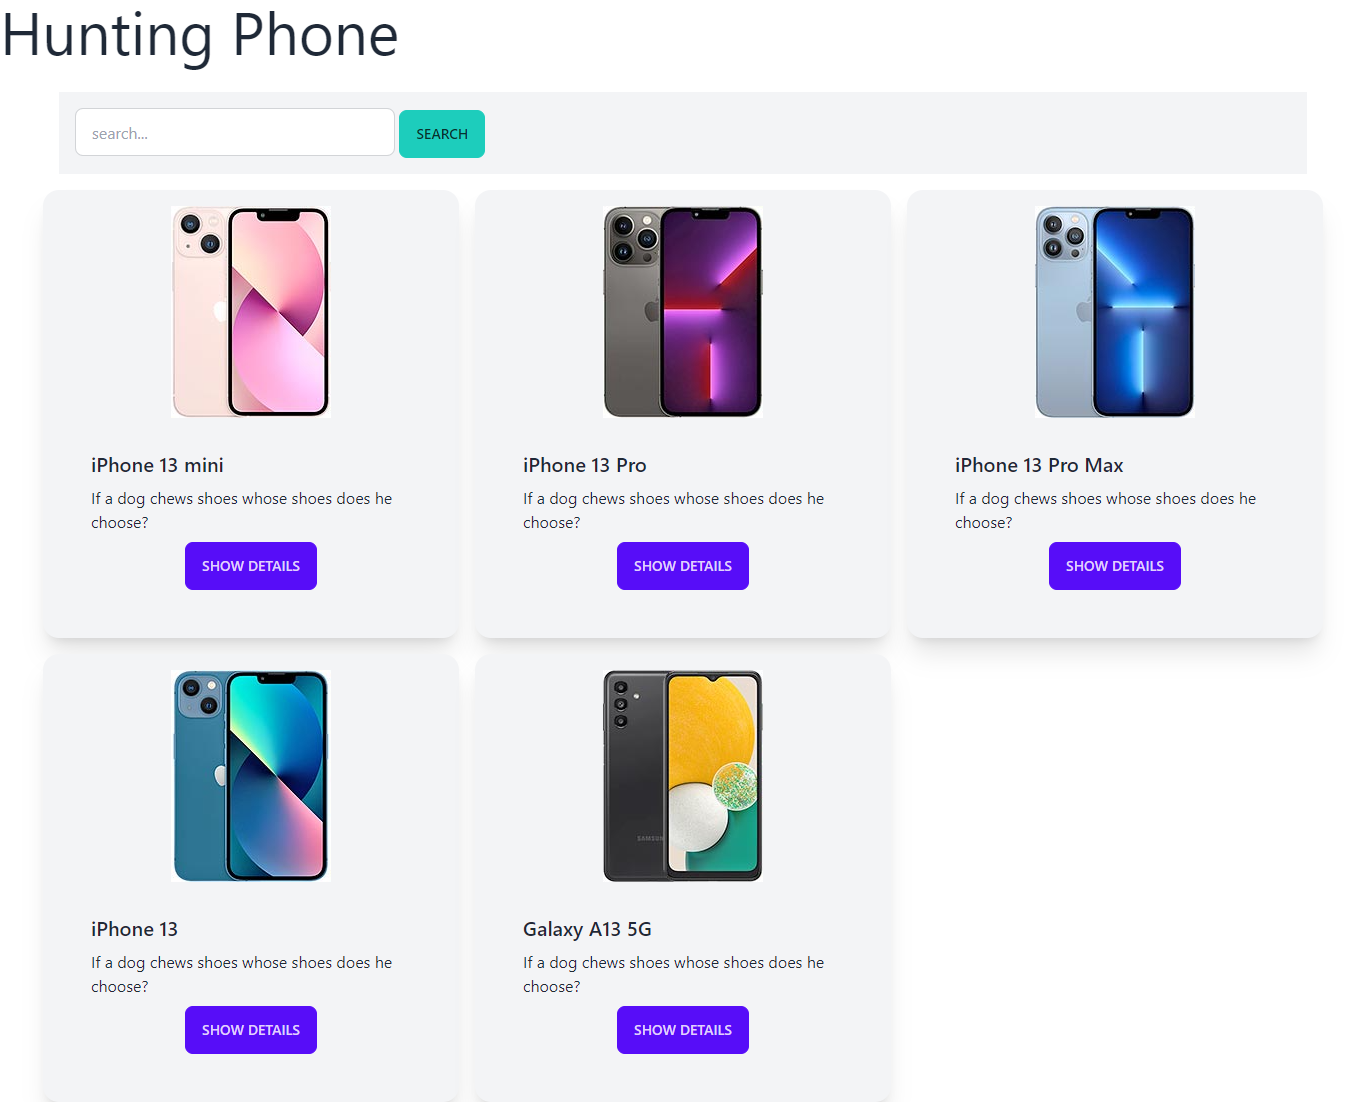 Hunting Phone
search...
SEARCH
iPhone 13 mini
If a dog chews shoes whose shoes does he
choose?
SHOW DETAILS
iPhone 13 Pro
If a dog chews shoes whose shoes does he
choose?
SHOW DETAILS
iPhone 13 Pro Max
If a dog chews shoes whose shoes does he
choose?
SHOW DETAILS
SAMSUNG
iPhone 13
If a dog chews shoes whose shoes does he
choose?
SHOW DETAILS
Galaxy A13 5G
If a dog chews shoes whose shoes does he
choose?
SHOW DETAILS